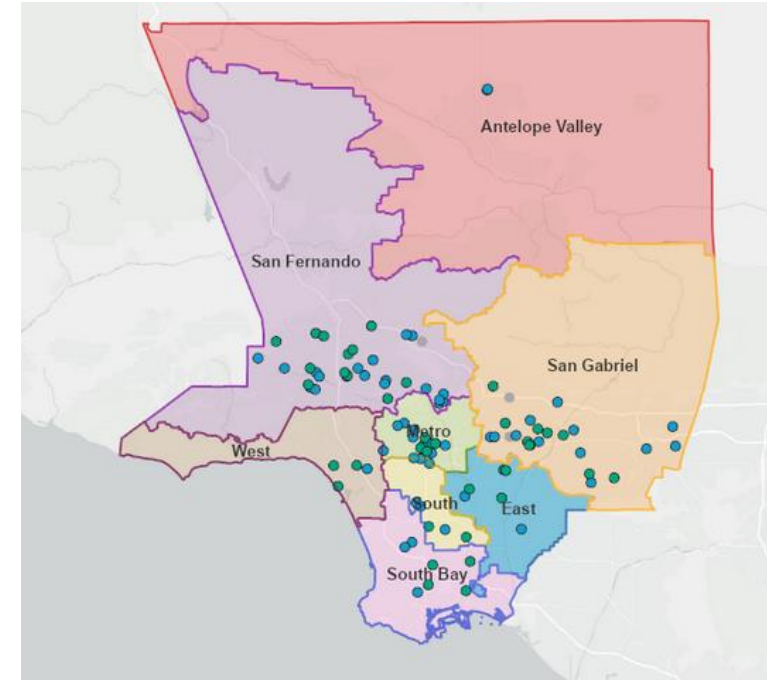 Antelope Valley
San Fernando
San Gabriel
Metro
West
South
East
South Bay